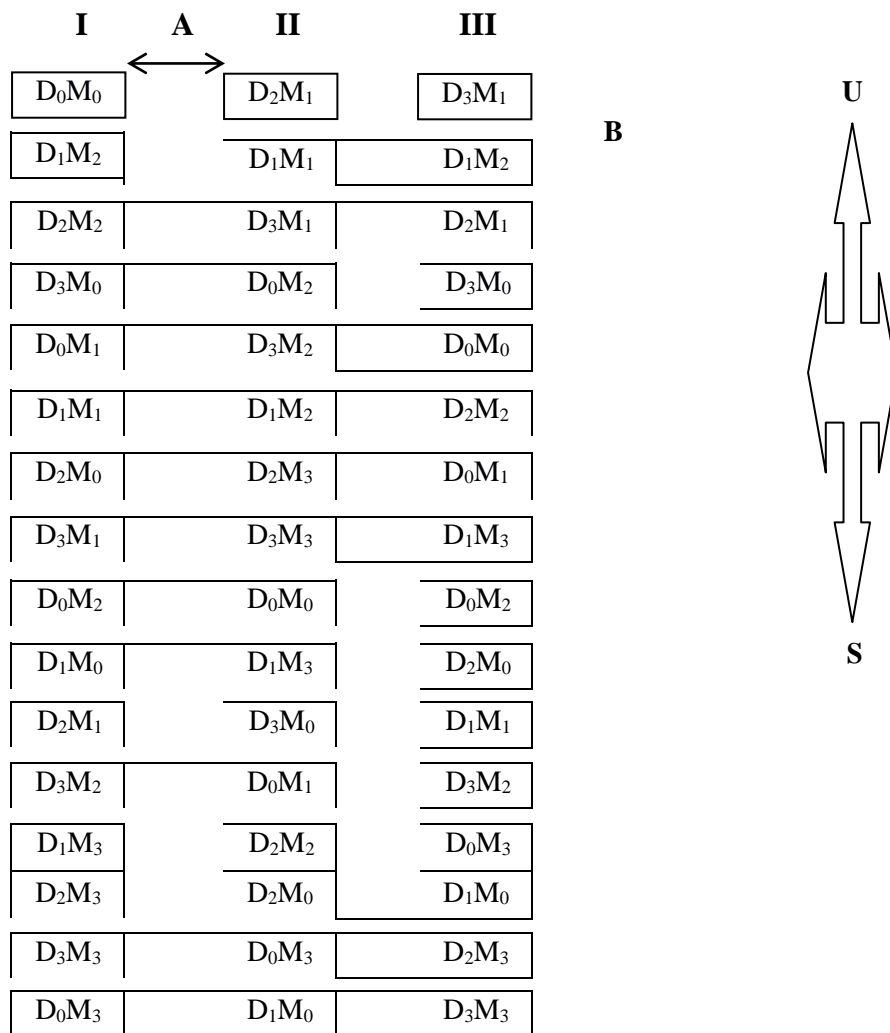 I A II III
D₀M₀ D₂M₁ D₃M₁ U
D₁M₂ D₁M₁ D₁M₂ B
D₂M₂ D₃M₁ D₂M₁
D₃M₀ D₀M₂ D₃M₀
D₀M₁ D₃M₂ D₀M₀
D₁M₁ D₁M₂ D₂M₂
D₂M₀ D₂M₃ D₀M₁
D₃M₁ D₃M₃ D₁M₃
D₀M₂ D₀M₀ D₀M₂
D₁M₀ D₁M₃ D₂M₀ S
D₂M₁ D₃M₀ D₁M₁
D₃M₂ D₀M₁ D₃M₂
D₁M₃ D₂M₂ D₀M₃
D₂M₃ D₂M₀ D₁M₀
D₃M₃ D₀M₃ D₂M₃
D₀M₃ D₁M₀ D₃M₃